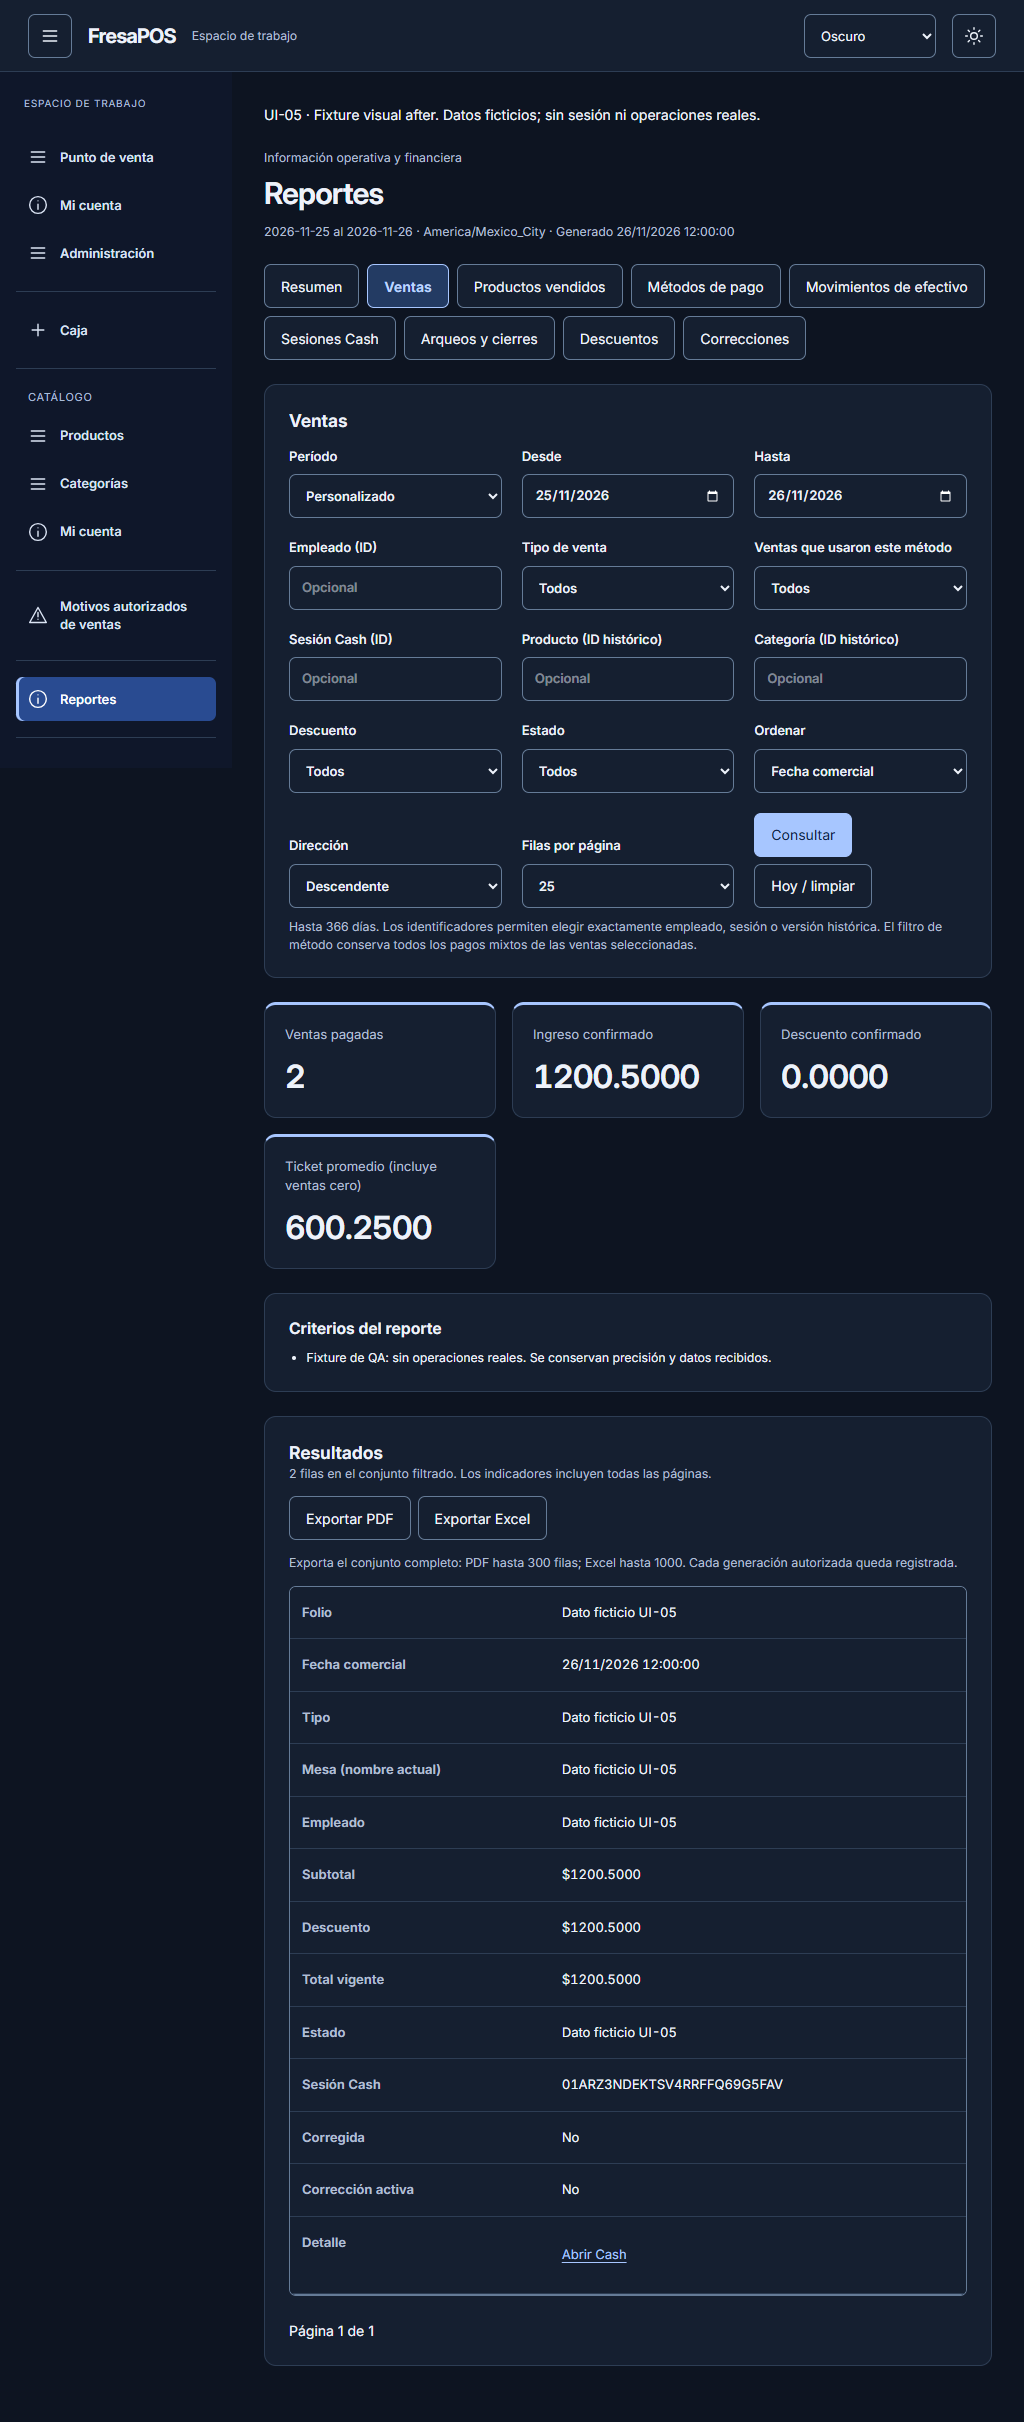 FresaPOS
Espacio de trabajo
Oscuro
ESPACIO DE TRABAJO
Punto de venta
Mi cuenta
Administración
Caja
CATÁLOGO
Productos
Categorías
Mi cuenta
Motivos autorizados
de ventas
Reportes
UI-05 · Fixture visual after. Datos ficticios; sin sesión ni operaciones reales.
Información operativa y financiera
Reportes
2026-11-25 al 2026-11-26 · America/Mexico_City · Generado 26/11/2026 12:00:00
Resumen
Ventas
Productos vendidos
Métodos de pago
Movimientos de efectivo
Sesiones Cash
Arqueos y cierres
Descuentos
Correcciones
Ventas
Período
Desde
Hasta
Personalizado
25/11/2026
26/11/2026
Empleado (ID)
Tipo de venta
Ventas que usaron este método
Opcional
Todos
Todos
Sesión Cash (ID)
Producto (ID histórico)
Categoría (ID histórico)
Opcional
Opcional
Opcional
Descuento
Estado
Ordenar
Todos
Todos
Fecha comercial
Dirección
Filas por página
Consultar
Descendente
25
Hoy / limpiar
Hasta 366 días. Los identificadores permiten elegir exactamente empleado, sesión o versión histórica. El filtro de
método conserva todos los pagos mixtos de las ventas seleccionadas.
Ventas pagadas
2
Ingreso confirmado
1200.5000
Descuento confirmado
0.0000
Ticket promedio (incluye
ventas cero)
600.2500
Criterios del reporte
• Fixture de QA: sin operaciones reales. Se conservan precisión y datos recibidos.
Resultados
2 filas en el conjunto filtrado. Los indicadores incluyen todas las páginas.
Exportar PDF
Exportar Excel
Exporta el conjunto completo: PDF hasta 300 filas; Excel hasta 1000. Cada generación autorizada queda registrada.
Folio Dato ficticio UI-05
Fecha comercial 26/11/2026 12:00:00
Tipo Dato ficticio UI-05
Mesa (nombre actual) Dato ficticio UI-05
Empleado Dato ficticio UI-05
Subtotal $1200.5000
Descuento $1200.5000
Total vigente $1200.5000
Estado Dato ficticio UI-05
Sesión Cash 01ARZ3NDEKTSV4RRFFQ69G5FAV
Corregida No
Corrección activa No
Detalle Abrir Cash
Página 1 de 1